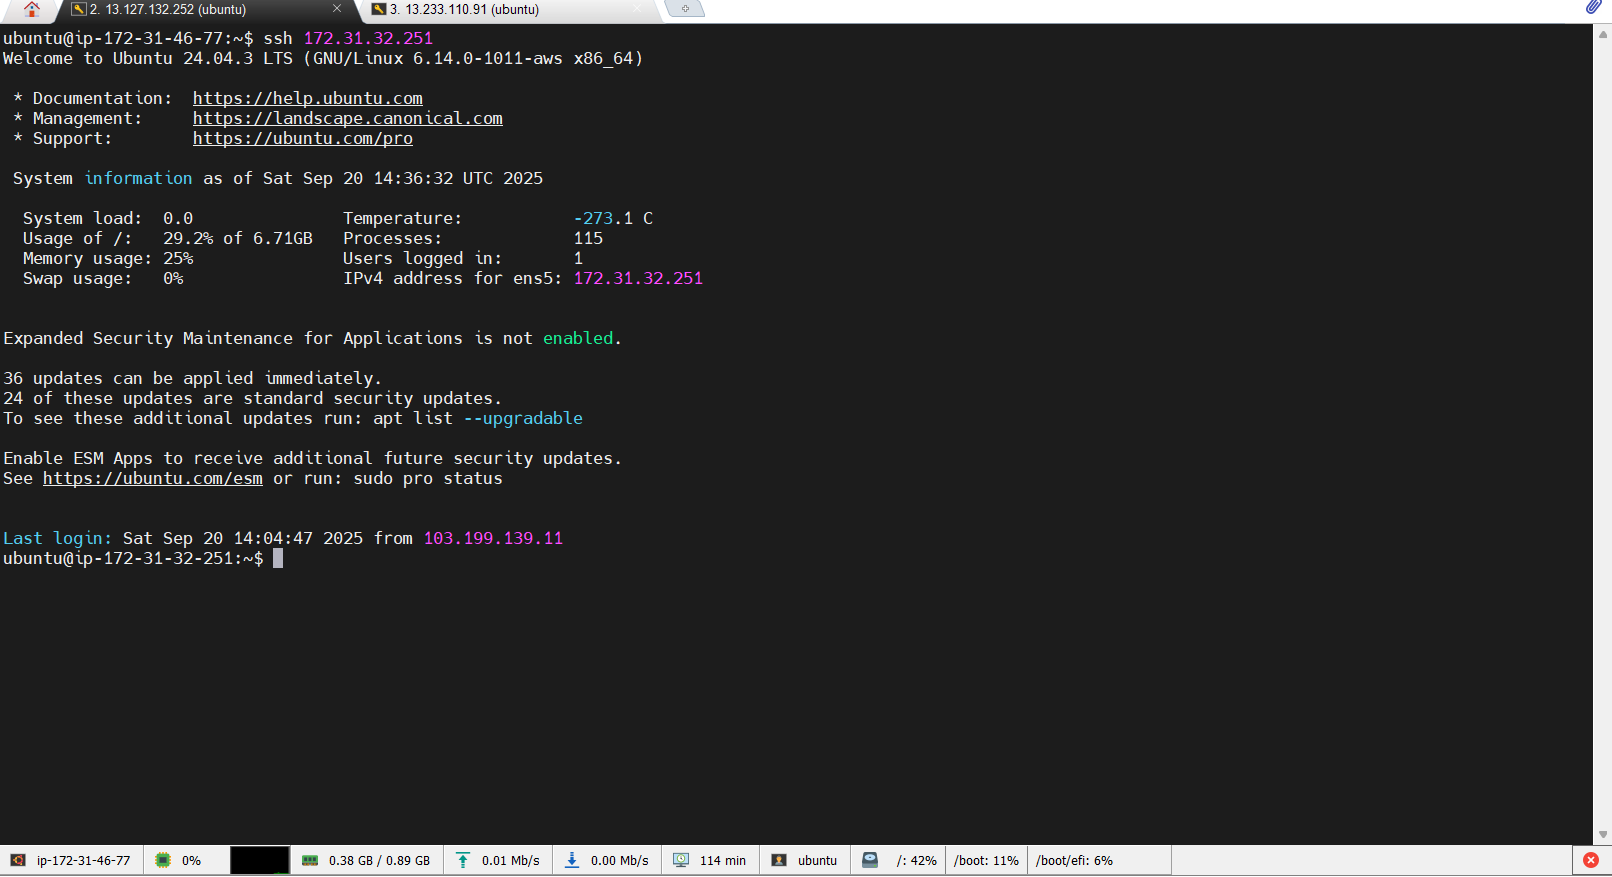 2. 13.127.132.252 (ubuntu)
3. 13.233.110.91 (ubuntu)
ubuntu@ip-172-31-46-77:~$ ssh 172.31.32.251
Welcome to Ubuntu 24.04.3 LTS (GNU/Linux 6.14.0-1011-aws x86_64)
* Documentation:  https://help.ubuntu.com
* Management:     https://landscape.canonical.com
* Support:        https://ubuntu.com/pro
System information as of Sat Sep 20 14:36:32 UTC 2025
System load:  0.0               Temperature:           -273.1 C
Usage of /:   29.2% of 6.71GB   Processes:             115
Memory usage: 25%               Users logged in:       1
Swap usage:   0%                IPv4 address for ens5: 172.31.32.251
Expanded Security Maintenance for Applications is not enabled.
36 updates can be applied immediately.
24 of these updates are standard security updates.
To see these additional updates run: apt list --upgradable
Enable ESM Apps to receive additional future security updates.
See https://ubuntu.com/esm or run: sudo pro status
Last login: Sat Sep 20 14:04:47 2025 from 103.199.139.11
ubuntu@ip-172-31-32-251:~$
ip-172-31-46-77  0%  0.38 GB / 0.89 GB  0.01 Mb/s  0.00 Mb/s  114 min  ubuntu  /: 42%  /boot: 11%  /boot/efi: 6%